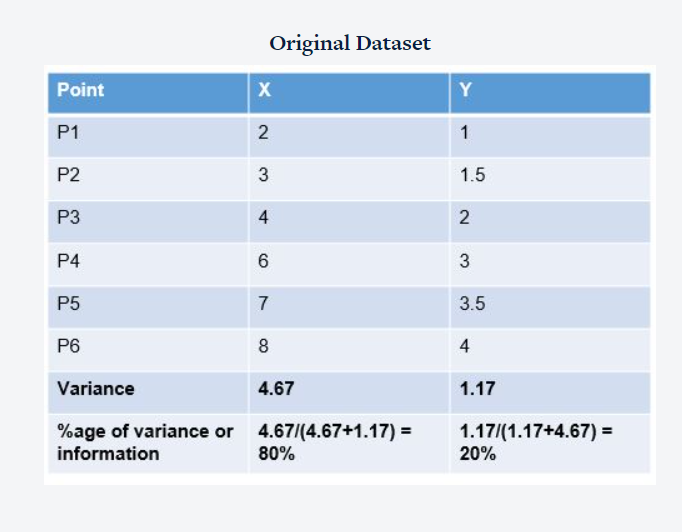 Original Dataset
Point X Y
P1 2 1
P2 3 1.5
P3 4 2
P4 6 3
P5 7 3.5
P6 8 4
Variance 4.67 1.17
%age of variance or 4.67/(4.67+1.17) = 1.17/(1.17+4.67) =
information 80% 20%